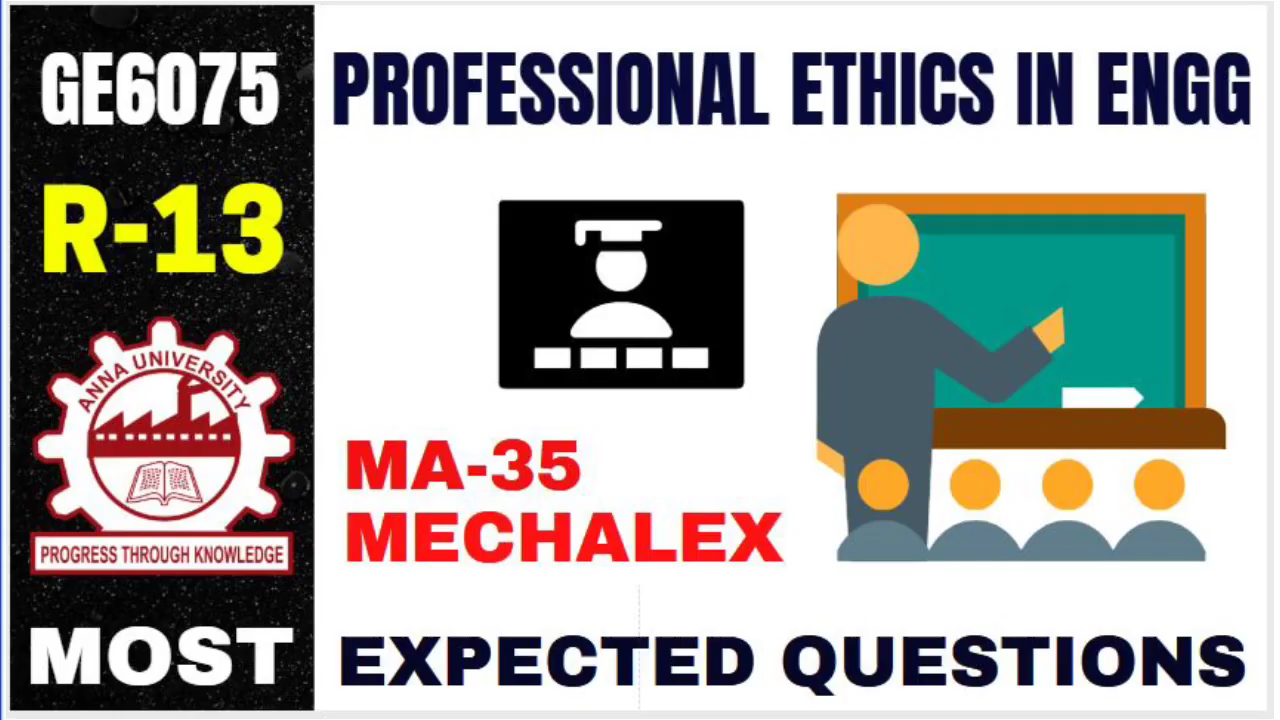 GE6075
PROFESSIONAL ETHICS IN ENGG
R-13
ANNA UNIVERSITY
PROGRESS THROUGH KNOWLEDGE
MA-35
MECHALEX
MOST EXPECTED QUESTIONS